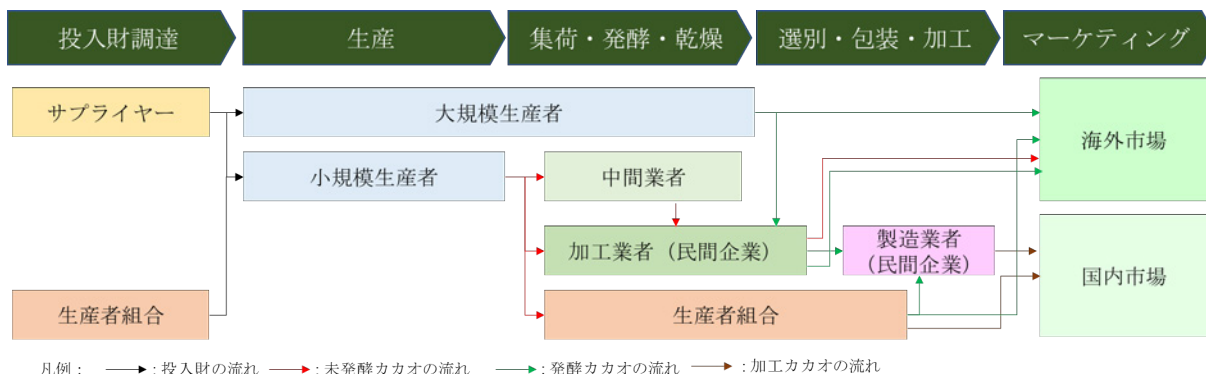 投入財調達
生産
集荷・発酵・乾燥
選別・包装・加工
マーケティング
サプライヤー
大規模生産者
海外市場
小規模生産者
中間業者
加工業者（民間企業）
製造業者
（民間企業）
国内市場
生産者組合
生産者組合
凡例： : 投入財の流れ : 未発酵カカオの流れ : 発酵カカオの流れ : 加工カカオの流れ